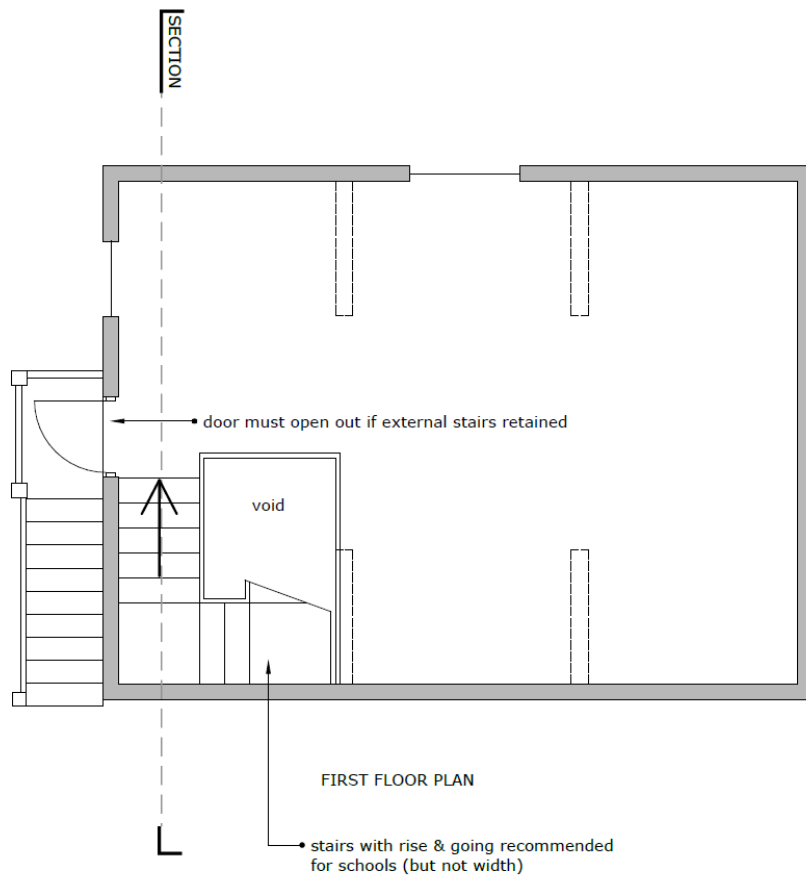 SECTION
door must open out if external stairs retained
void
FIRST FLOOR PLAN
stairs with rise & going recommended
for schools (but not width)